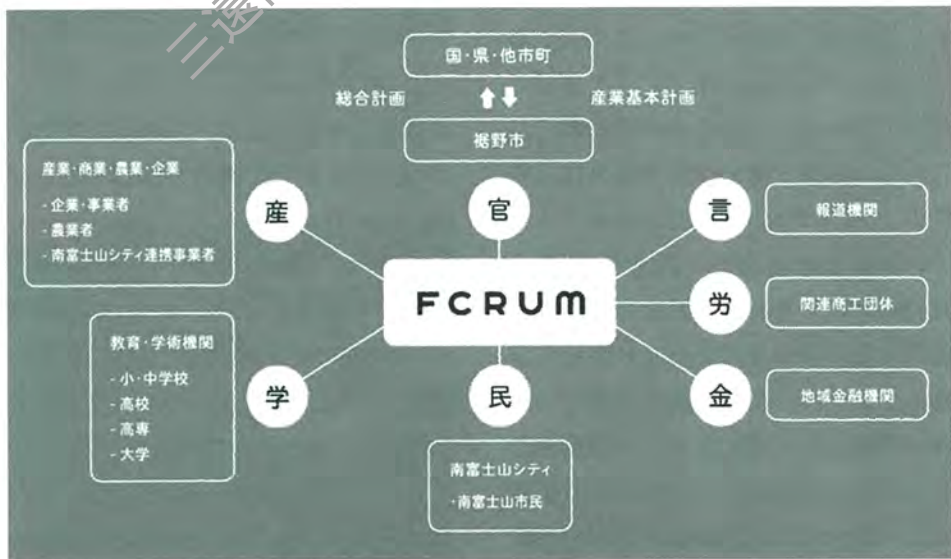 三遠
国・県・他市町
総合計画
産業基本計画
裾野市
産業・商業・農業・企業
- 企業・事業者
- 農業者
- 南富士山シティ連携事業者
産
官
言
報道機関
FCRUM
労
関連商工団体
教育・学術機関
- 小・中学校
- 高校
- 高専
- 大学
学
民
金
地域金融機関
南富士山シティ
・南富士山市民